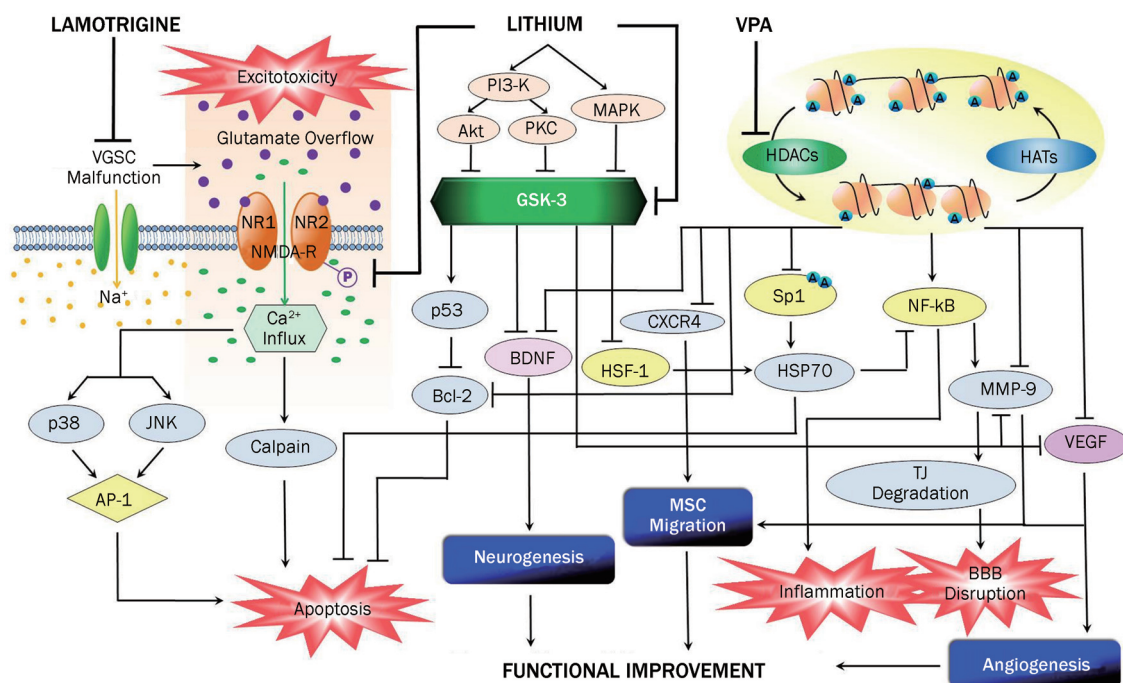 LAMOTRIGINE
LITHIUM
VPA
Excitotoxicity
Glutamate Overflow
VGSC
Malfunction
PI3-K
Akt
PKC
MAPK
GSK-3
A
A
A
A
A
A
HDACs
HATs
A
A
A
NR1
NR2
NMDA-R
P
Na⁺
Ca²⁺
Influx
p53
CXCR4
Sp1
A
A
NF-kB
BDNF
HSF-1
HSP70
MMP-9
Bcl-2
p38
JNK
Calpain
VEGF
TJ
Degradation
AP-1
MSC
Migration
Neurogenesis
Apoptosis
Inflammation
BBB
Disruption
FUNCTIONAL IMPROVEMENT
Angiogenesis